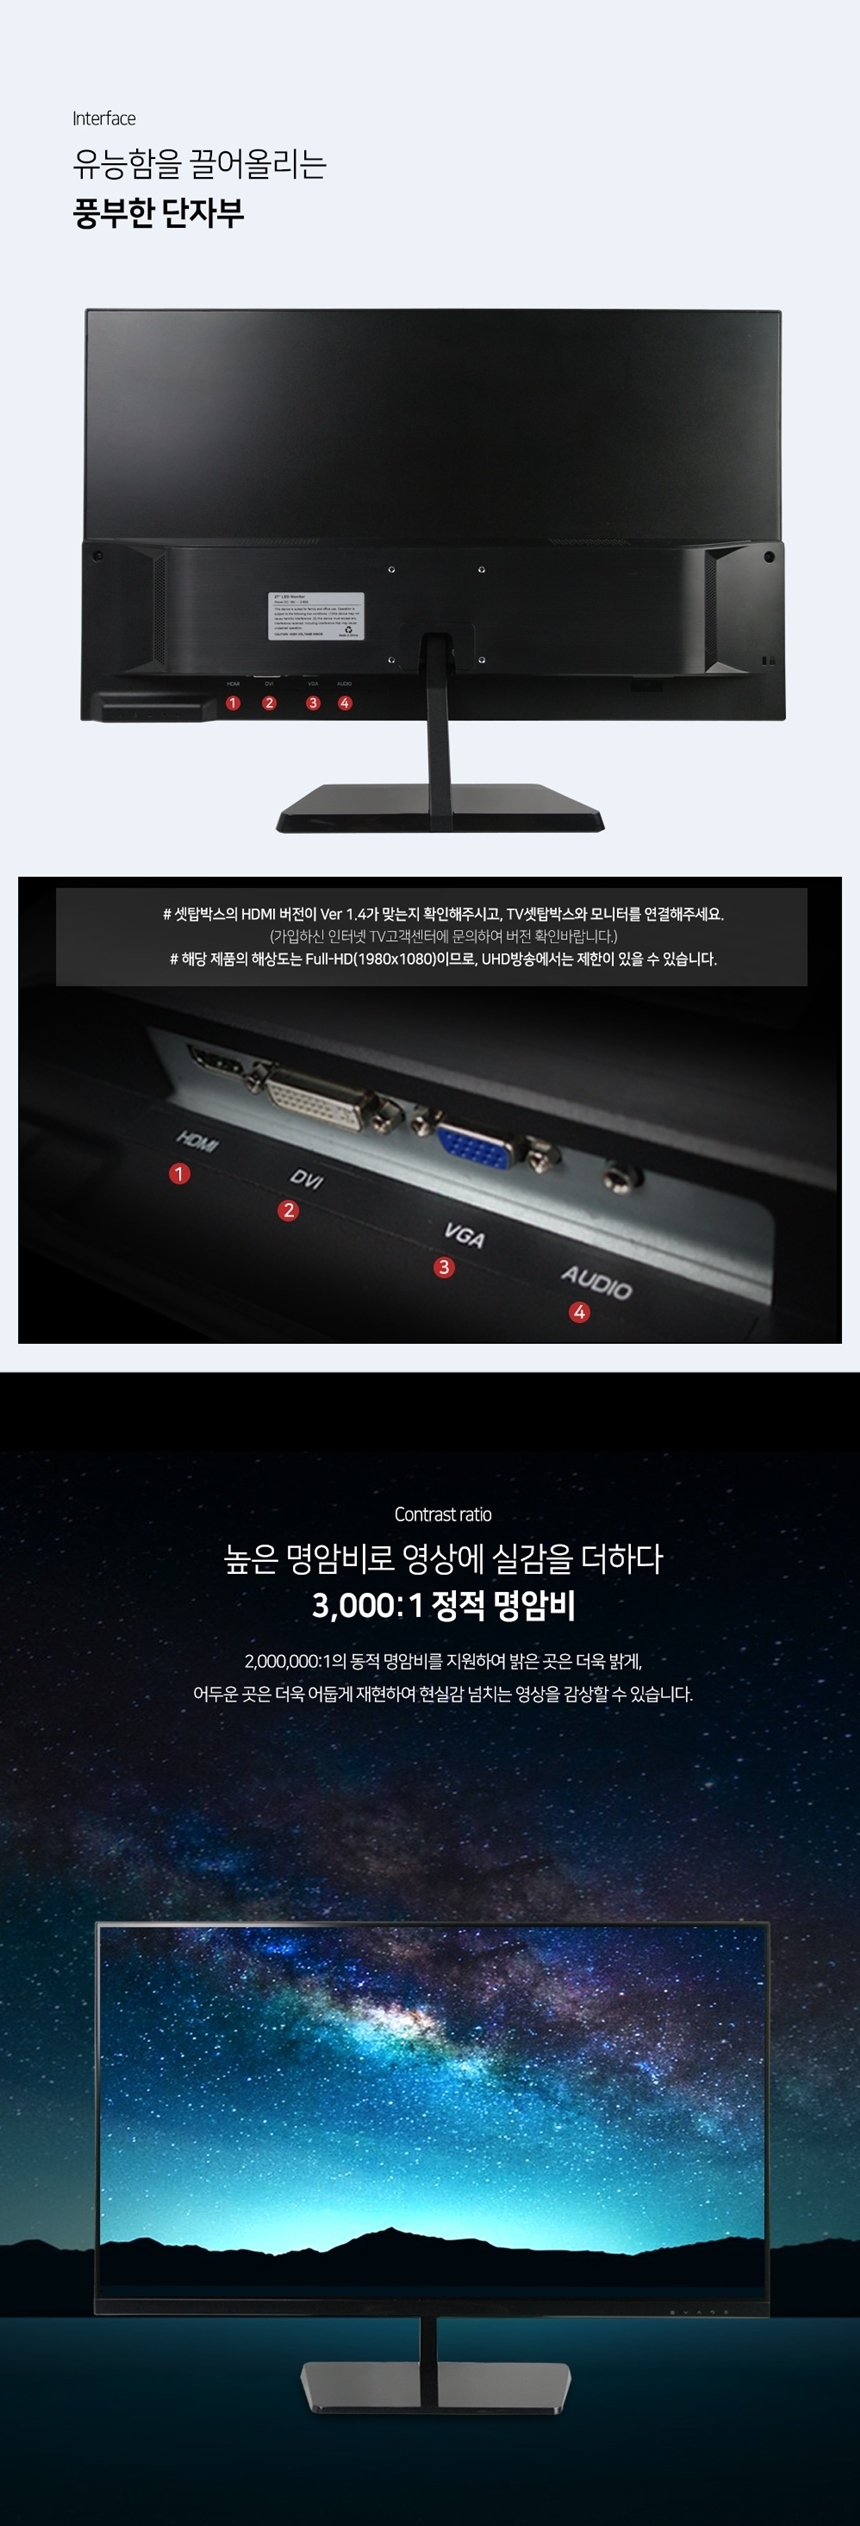 Interface
유능함을 끌어올리는
풍부한 단자부
27" LED Monitor
HDMI
DVI
VGA
AUDIO
1
2
3
4
# 셋탑박스의 HDMI 버전이 Ver 1.4가 맞는지 확인해주시고, TV셋탑박스와 모니터를 연결해주세요.
(가입하신 인터넷 TV고객센터에 문의하여 버전 확인바랍니다.)
# 해당 제품의 해상도는 Full-HD(1980x1080)이므로, UHD방송에서는 제한이 있을 수 있습니다.
HDMI
1
DVI
2
VGA
3
AUDIO
4
Contrast ratio
높은 명암비로 영상에 실감을 더하다
3,000:1 정적 명암비
2,000,000:1의 동적 명암비를 지원하여 밝은 곳은 더욱 밝게,
어두운 곳은 더욱 어둡게 재현하여 현실감 넘치는 영상을 감상할 수 있습니다.